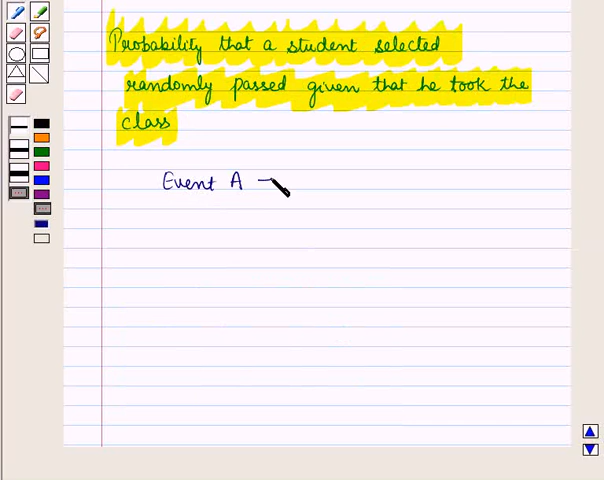 Probability that a student selected
randomly passed given that he took the
class
Event A —